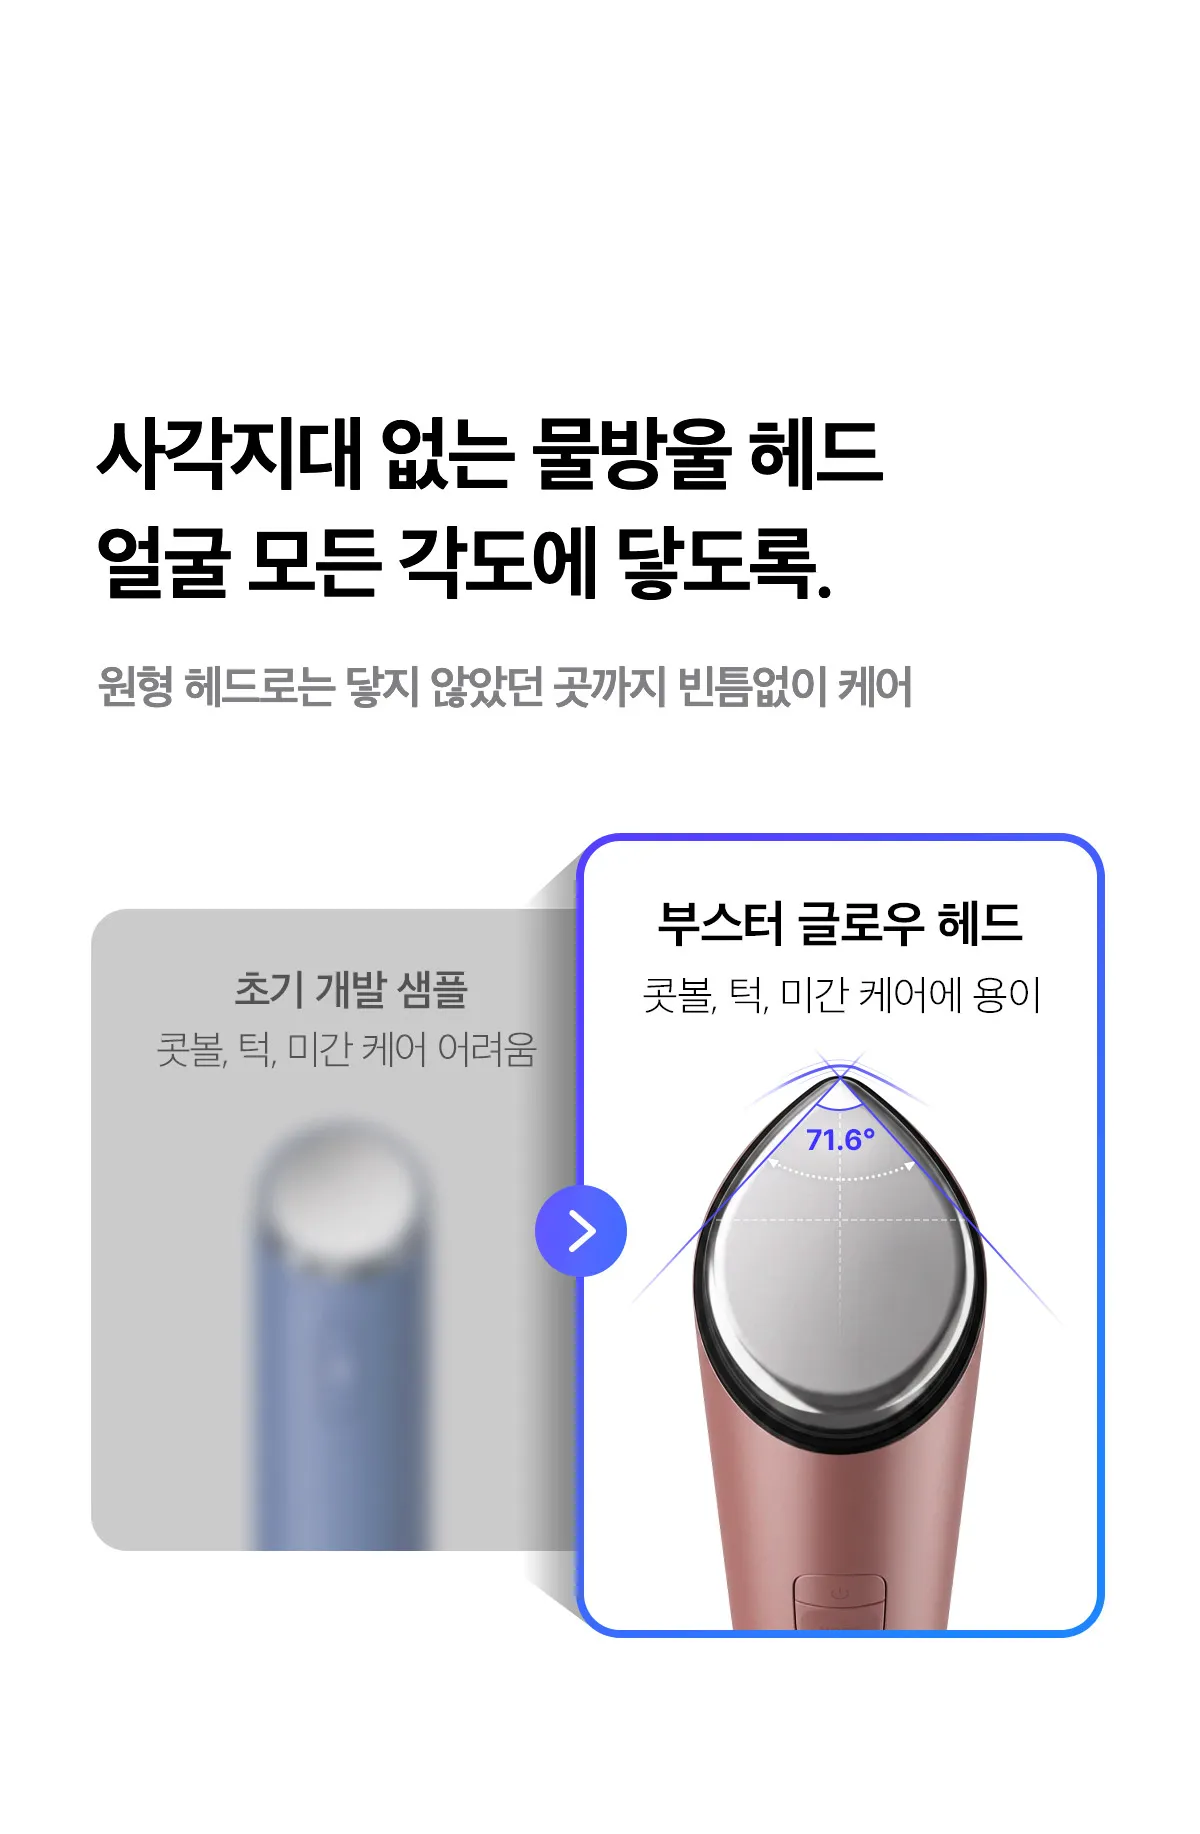 사각지대 없는 물방울 헤드
얼굴 모든 각도에 닿도록.
원형 헤드로는 닿지 않았던 곳까지 빈틈없이 케어
초기 개발 샘플
콧볼, 턱, 미간 케어 어려움
부스터 글로우 헤드
콧볼, 턱, 미간 케어에 용이
71.6°